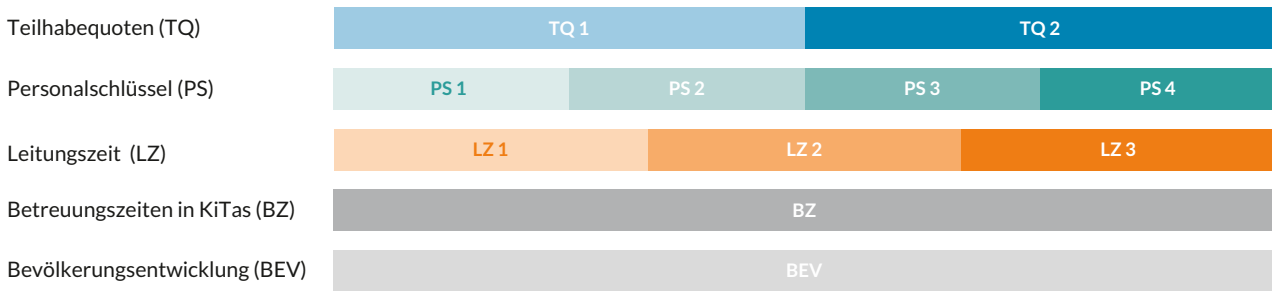 Teilhabequoten (TQ) TQ 1 TQ 2
Personalschlüssel (PS) PS 1 PS 2 PS 3 PS 4
Leitungszeit (LZ) LZ 1 LZ 2 LZ 3
Betreuungszeiten in KiTas (BZ) BZ
Bevölkerungsentwicklung (BEV) BEV